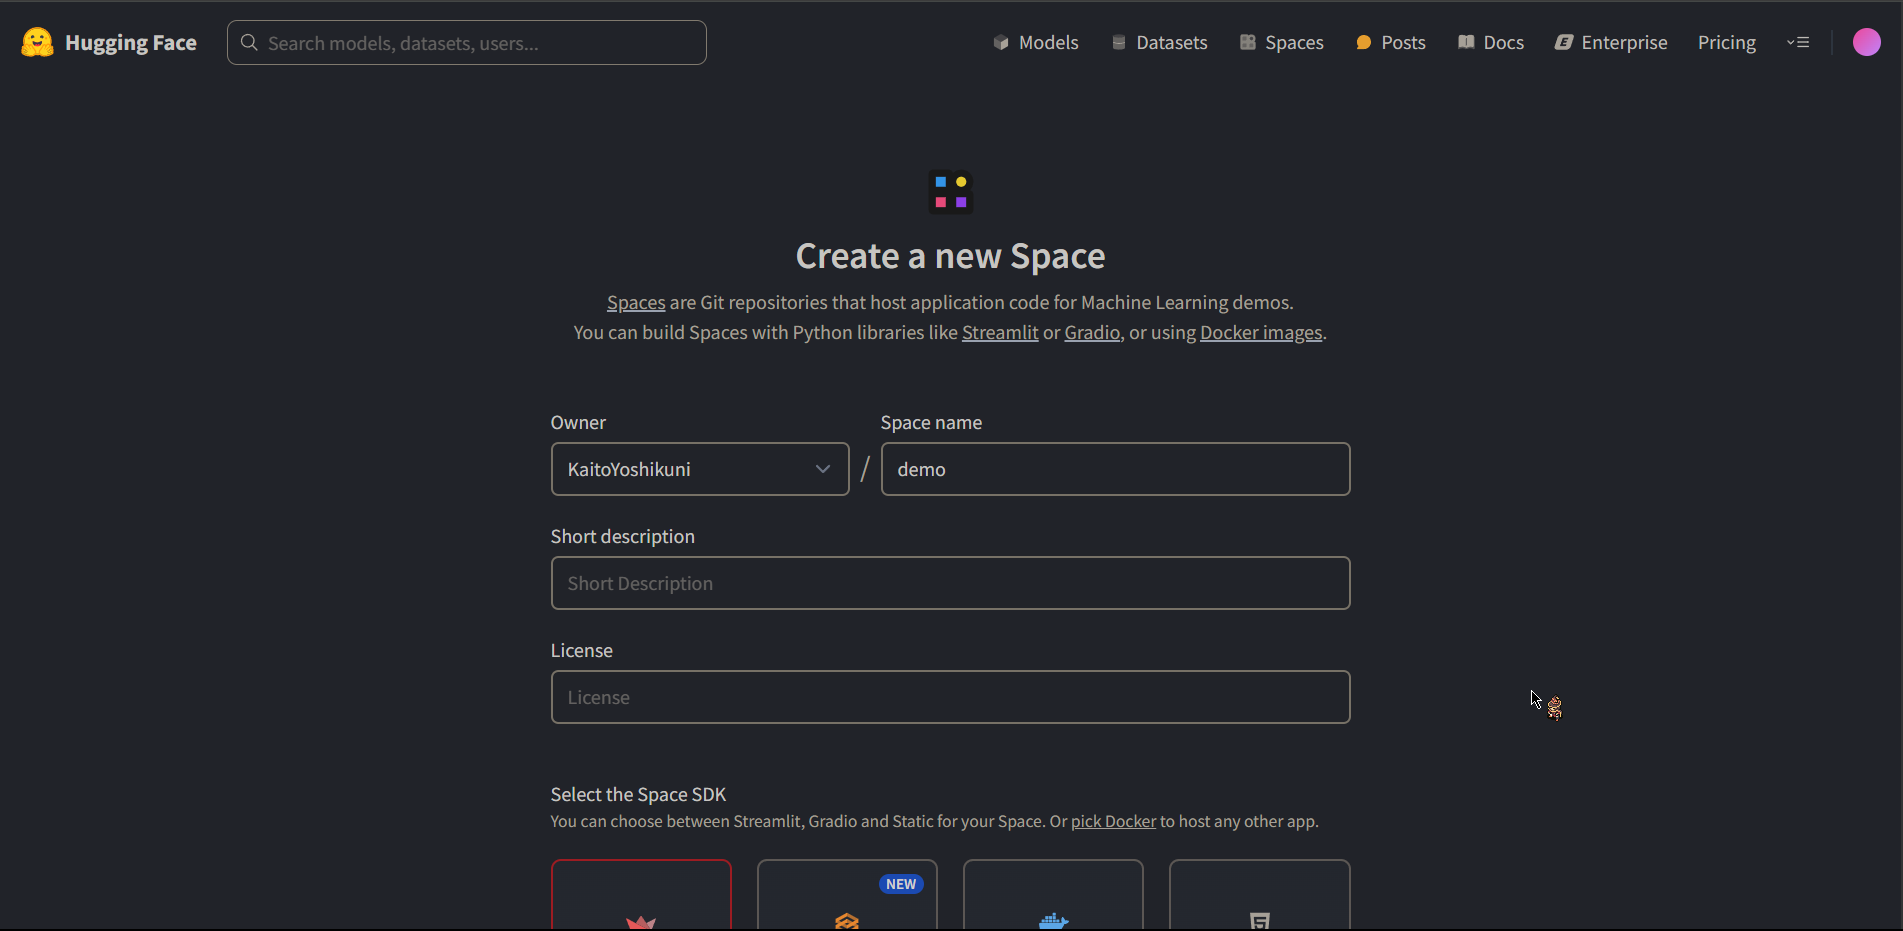 Hugging Face
Search models, datasets, users...
Models
Datasets
Spaces
Posts
Docs
Enterprise
Pricing
Create a new Space
Spaces are Git repositories that host application code for Machine Learning demos.
You can build Spaces with Python libraries like Streamlit or Gradio, or using Docker images.
Owner
Space name
KaitoYoshikuni
/
demo
Short description
Short Description
License
License
Select the Space SDK
You can choose between Streamlit, Gradio and Static for your Space. Or pick Docker to host any other app.
NEW